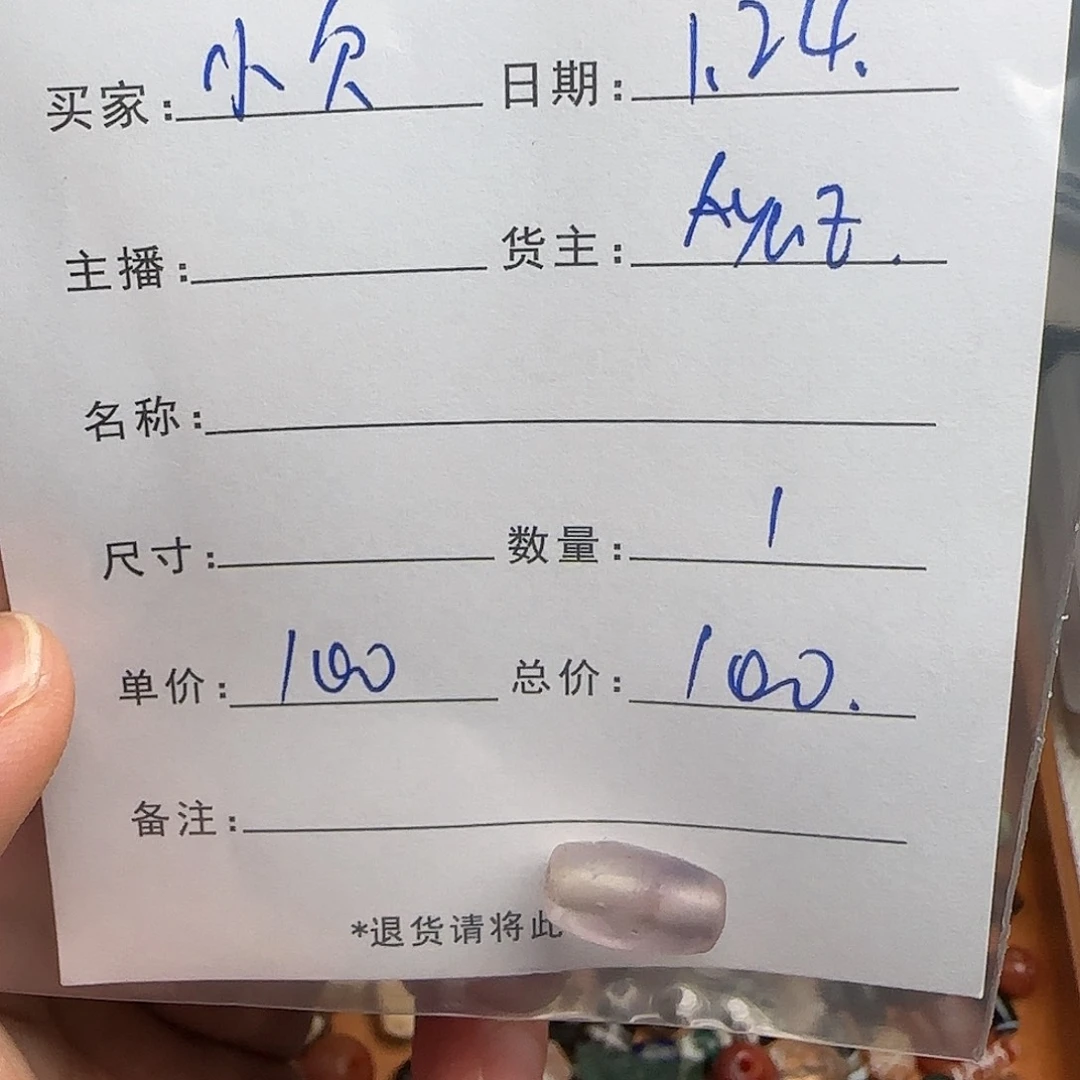 买家: 小欠 日期: 1.24.
主播: 货主:
名称:
尺寸: 数量: 1
单价: 100 总价: 100.
备注:
*退货请将此